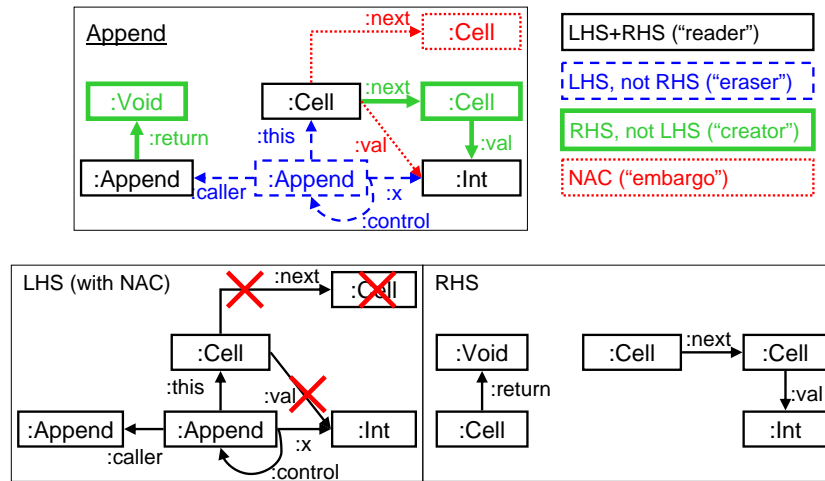 Append
:next
:Cell
LHS+RHS (“reader”)
:Void
:Cell
:next
:Cell
LHS, not RHS (“eraser”)
:return
:this
:val
:val
RHS, not LHS (“creator”)
:Append
:caller
:Append
:x
:Int
:control
NAC (“embargo”)
LHS (with NAC)
:next
:Cell
:Cell
:this
:val
:Append
:caller
:Append
:x
:Int
:control
RHS
:Void
:Cell
:next
:Cell
:return
:val
:Cell
:Int